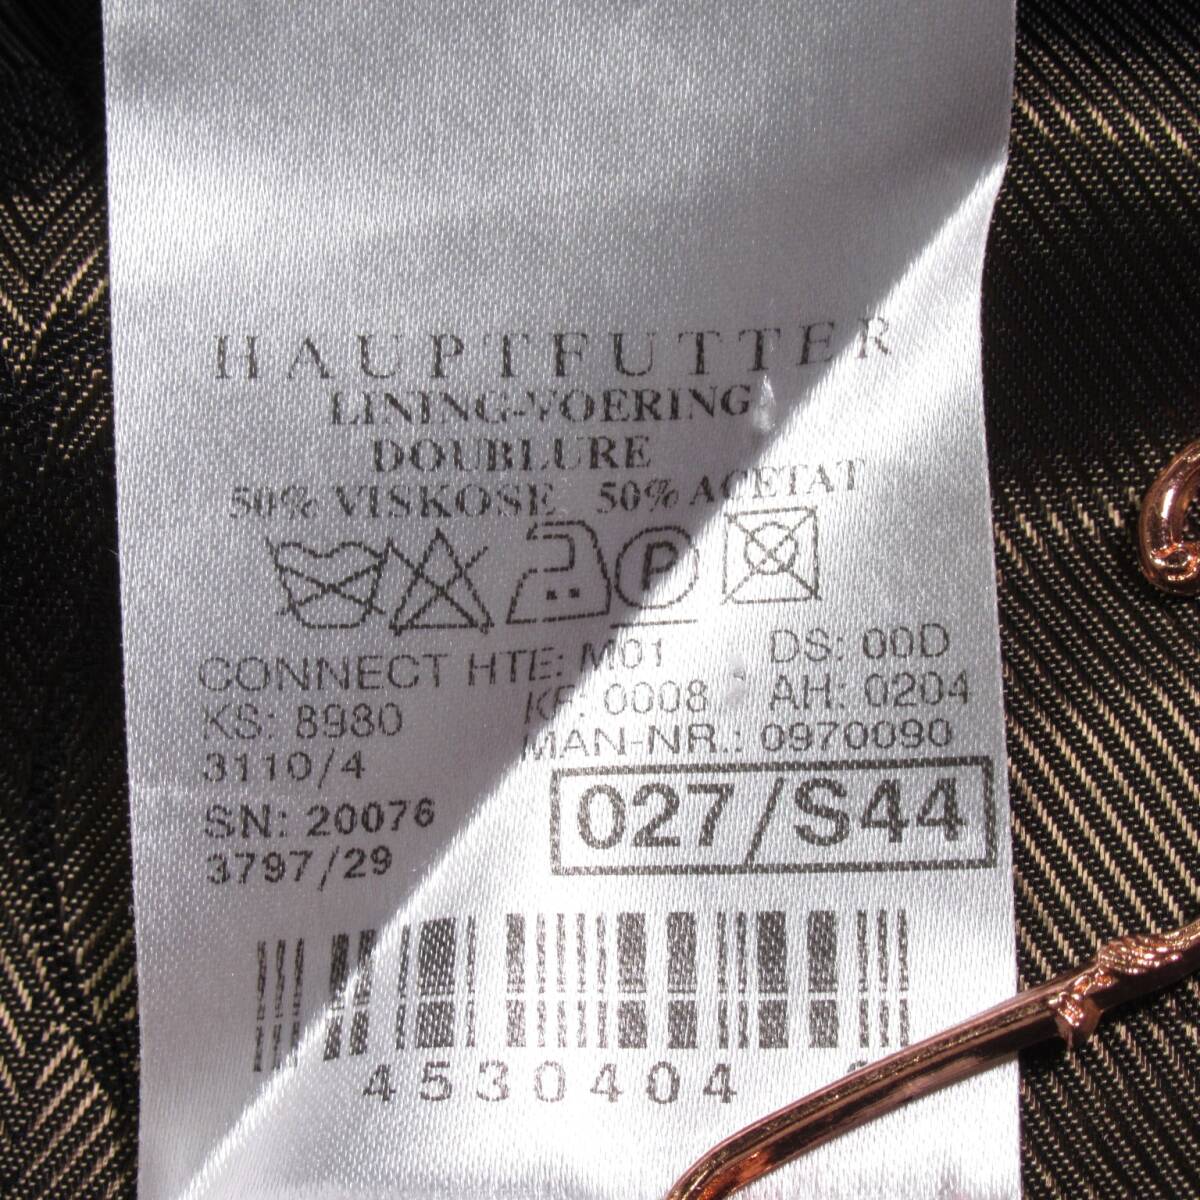 HAUPTFUTTER
LINING-VOERING
DOUBLURE
50% VISKOSE 50% ACETAT
P
CONNECT HTE: M01 DS: 00D
KS: 8980 KF: 0008 AH: 0204
3110/4 MAN-NR.: 0970090
SN: 20076 027/S44
3797/29
4530404